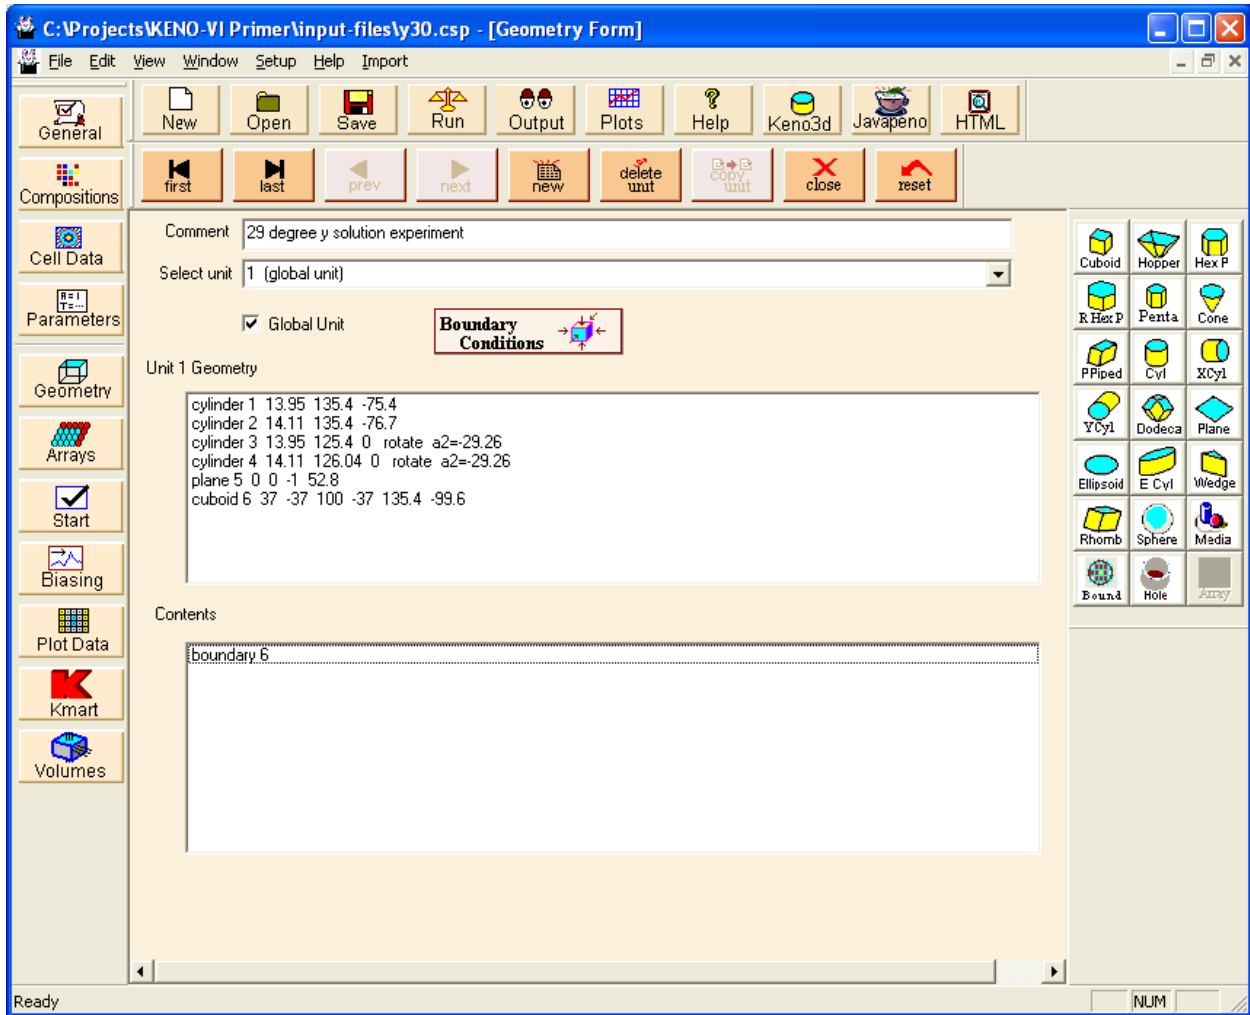 C:\Projects\KENO-VI Primer\input-files\y30.csp - [Geometry Form]
File Edit View Window Setup Help Import
General
New Open Save Run Output Plots Help Keno3d Javapeno HTML
first last prev next new delete unit copy unit close reset
Compositions
Cell Data
Parameters
Geometry
Arrays
Start
Biasing
Plot Data
Kmart
Volumes
Comment 29 degree y solution experiment
Select unit 1 (global unit)
Global Unit
Boundary Conditions
Unit 1 Geometry
cylinder 1 13.95 135.4 -75.4
cylinder 2 14.11 135.4 -76.7
cylinder 3 13.95 125.4 0 rotate a2=-29.26
cylinder 4 14.11 126.04 0 rotate a2=-29.26
plane 5 0 0 -1 52.8
cuboid 6 37 -37 100 -37 135.4 -99.6
Contents
boundary 6
Cuboid Hopper Hex P
R Hex P Penta Cone
PPiped Cyl XCyl
YCyl Dodeca Plane
Ellipsoid E Cyl Wedge
Rhomb Sphere Media
Bound Hole Array
Ready
NUM